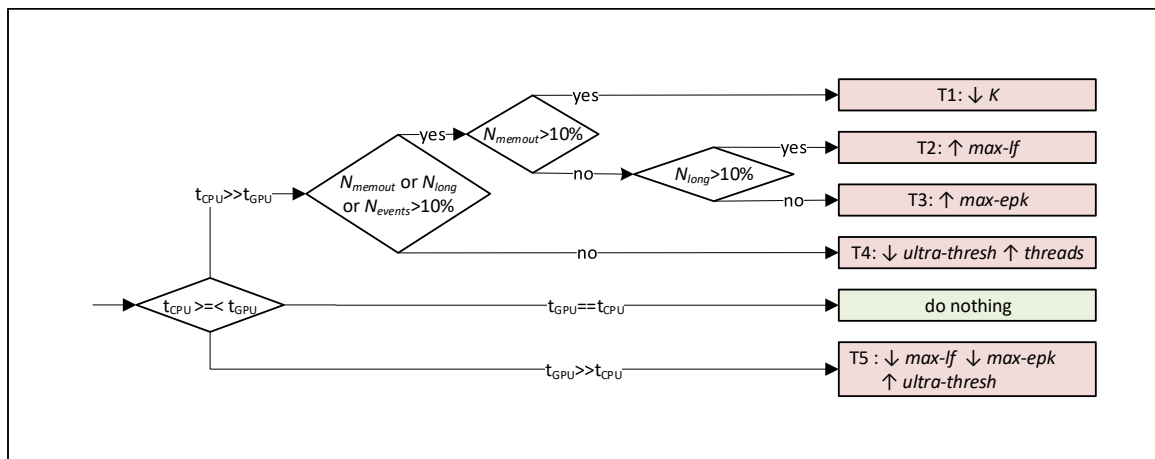 yes
T1: ↓ K
yes
N_memout>10%
yes
T2: ↑ max-lf
N_memout or N_long
or N_events>10%
no
N_long>10%
t_CPU>>t_GPU
no
T3: ↑ max-epk
no
T4: ↓ ultra-thresh ↑ threads
t_CPU >=< t_GPU
t_GPU==t_CPU
do nothing
t_GPU>>t_CPU
T5 : ↓ max-lf ↓ max-epk
↑ ultra-thresh